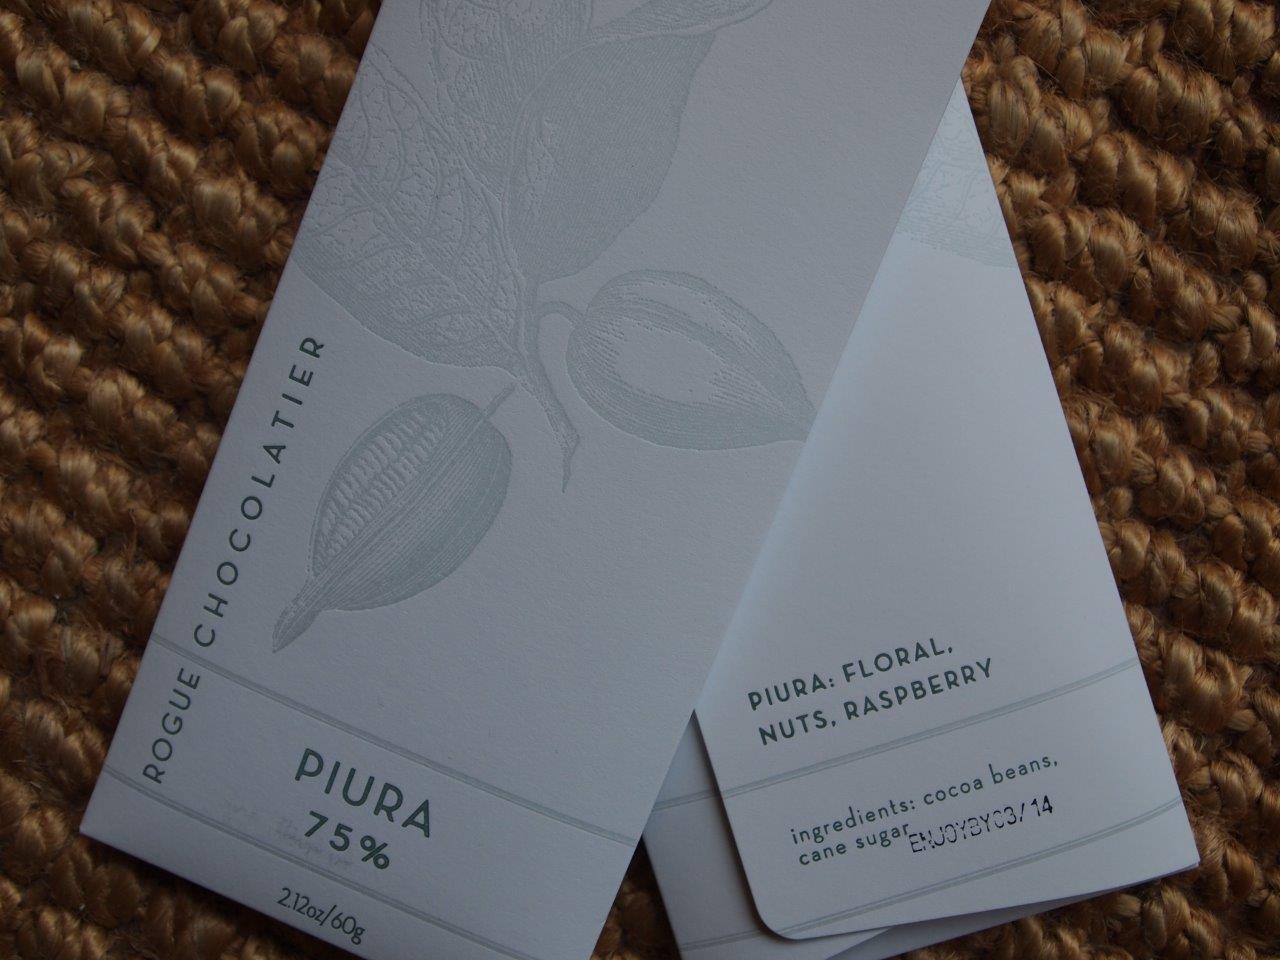 ROGUE CHOCOLATIER
PIURA
75%
2.12oz/60g
PIURA: FLORAL,
NUTS, RASPBERRY
ingredients: cocoa beans,
cane sugar
ENJOYBY03/14